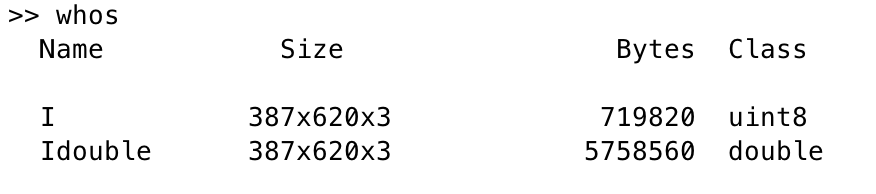 >> whos
Name Size Bytes Class
I 387x620x3 719820 uint8
Idouble 387x620x3 5758560 double